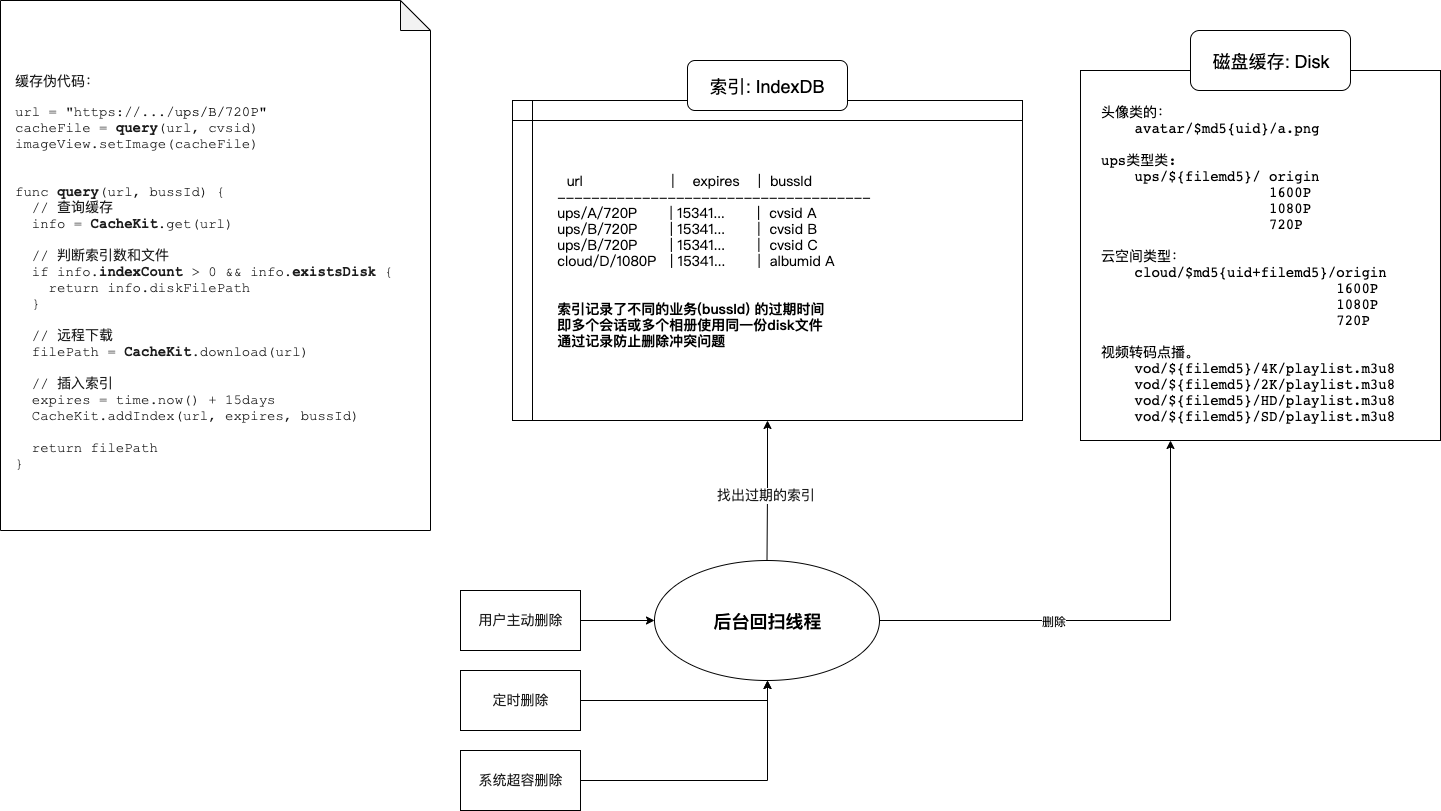 缓存伪代码：
url = "https://.../ups/B/720P"
cacheFile = query(url, cvsid)
imageView.setImage(cacheFile)
func query(url, bussId) {
// 查询缓存
info = CacheKit.get(url)
// 判断索引数和文件
if info.indexCount > 0 && info.existsDisk {
return info.diskFilePath
}
// 远程下载
filePath = CacheKit.download(url)
// 插入索引
expires = time.now() + 15days
CacheKit.addIndex(url, expires, bussId)
return filePath
}
索引: IndexDB
url | expires | bussId
-------------------------------------
ups/A/720P | 15341... | cvsid A
ups/B/720P | 15341... | cvsid B
ups/B/720P | 15341... | cvsid C
cloud/D/1080P | 15341... | albumid A
索引记录了不同的业务(bussId) 的过期时间
即多个会话或多个相册使用同一份disk文件
通过记录防止删除冲突问题
磁盘缓存: Disk
头像类的：
avatar/$md5{uid}/a.png
ups类型类：
ups/${filemd5}/ origin
1600P
1080P
720P
云空间类型：
cloud/$md5{uid+filemd5}/origin
1600P
1080P
720P
视频转码点播。
vod/${filemd5}/4K/playlist.m3u8
vod/${filemd5}/2K/playlist.m3u8
vod/${filemd5}/HD/playlist.m3u8
vod/${filemd5}/SD/playlist.m3u8
找出过期的索引
用户主动删除
后台回扫线程
删除
定时删除
系统超容删除